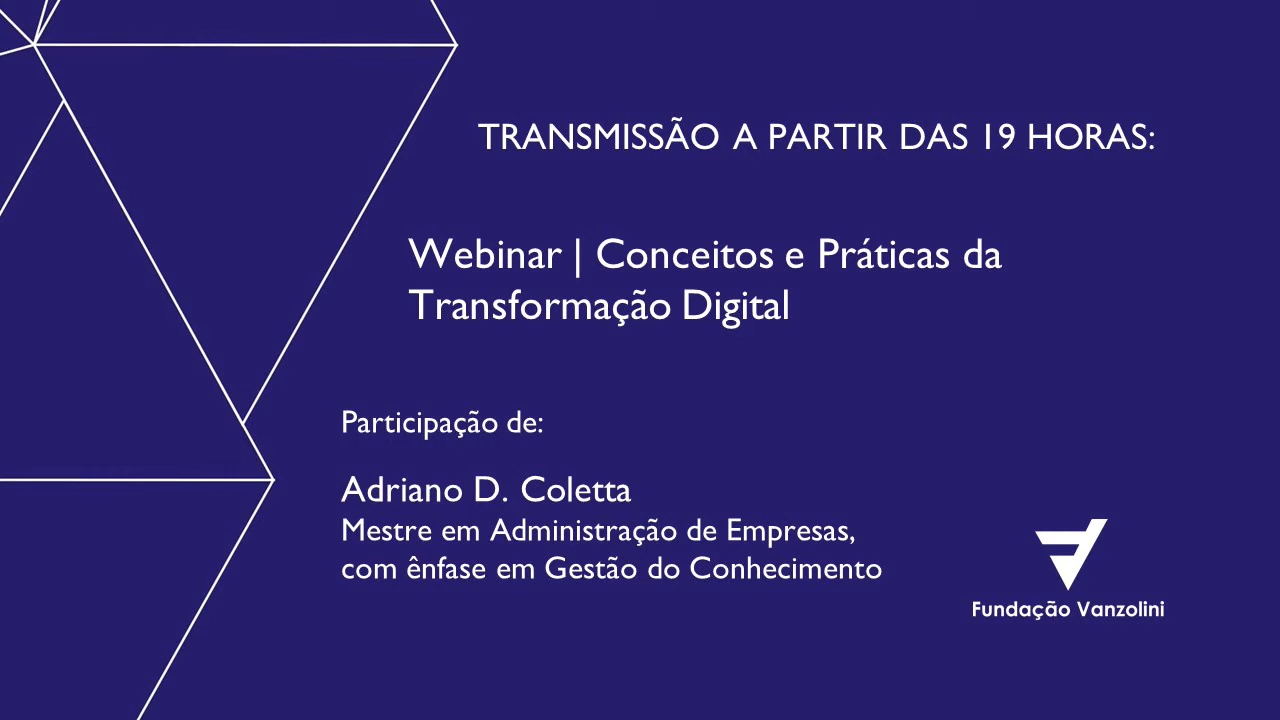 TRANSMISSÃO A PARTIR DAS 19 HORAS:
Webinar | Conceitos e Práticas da
Transformação Digital
Participação de:
Adriano D. Coletta
Mestre em Administração de Empresas,
com ênfase em Gestão do Conhecimento
Fundação Vanzolini